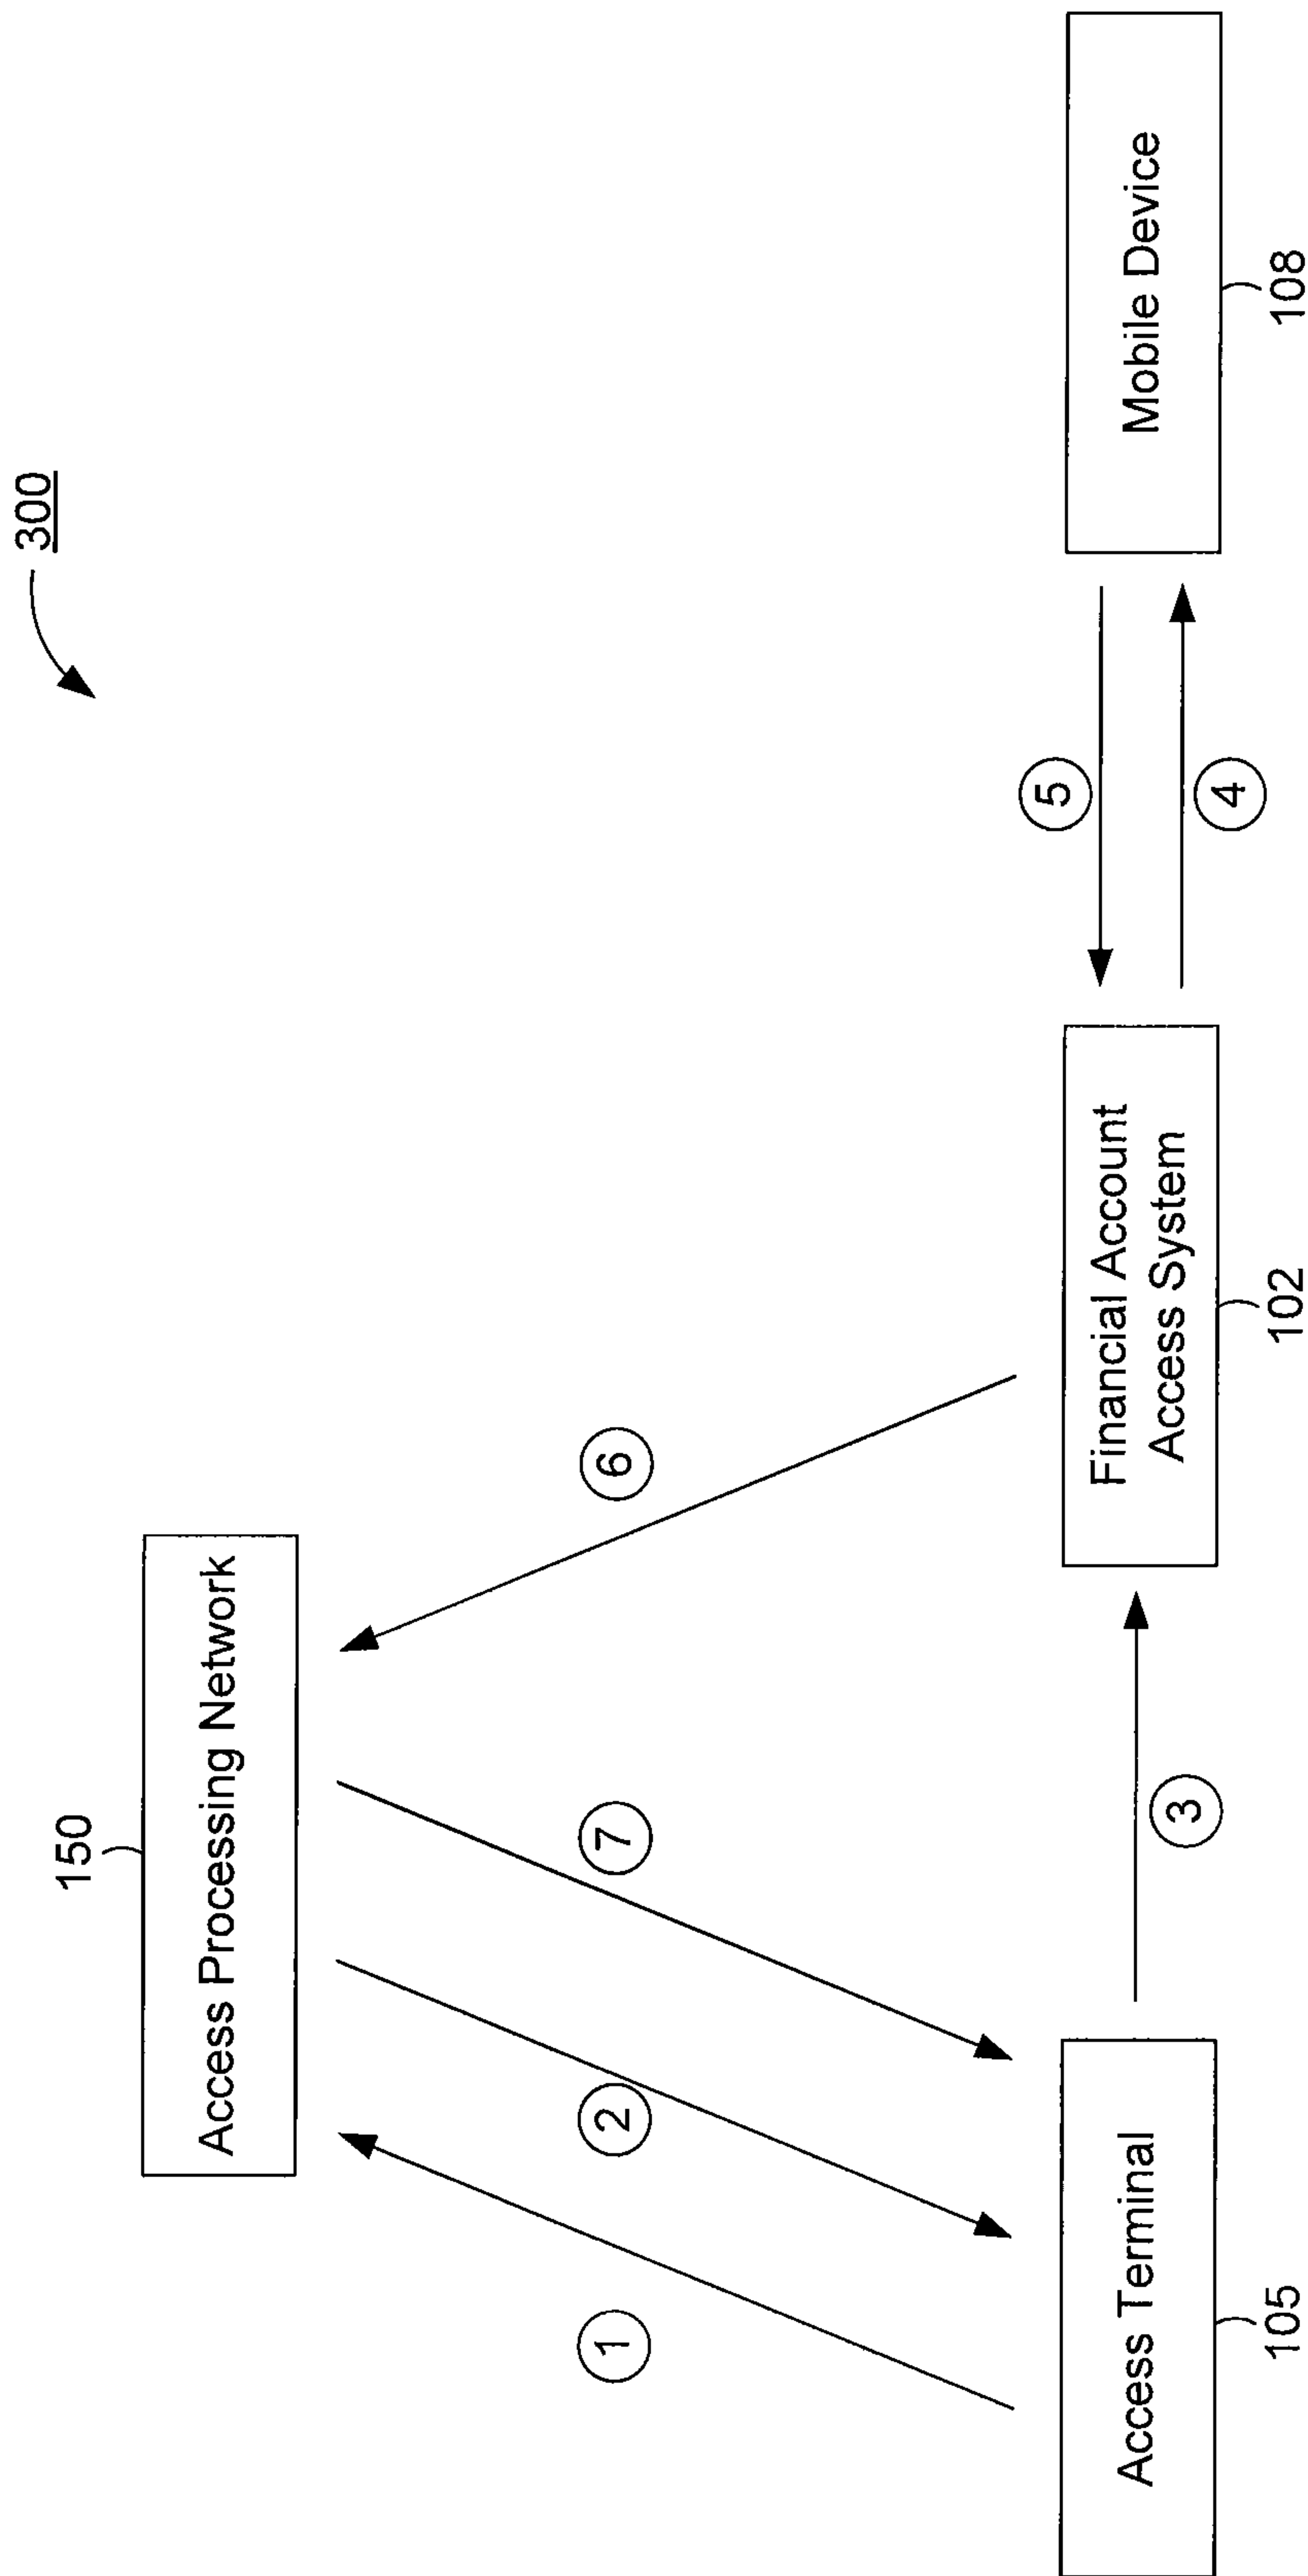 300
150
Access Processing Network
1
2
7
6
Access Terminal
105
3
Financial Account
Access System
102
5
4
Mobile Device
108